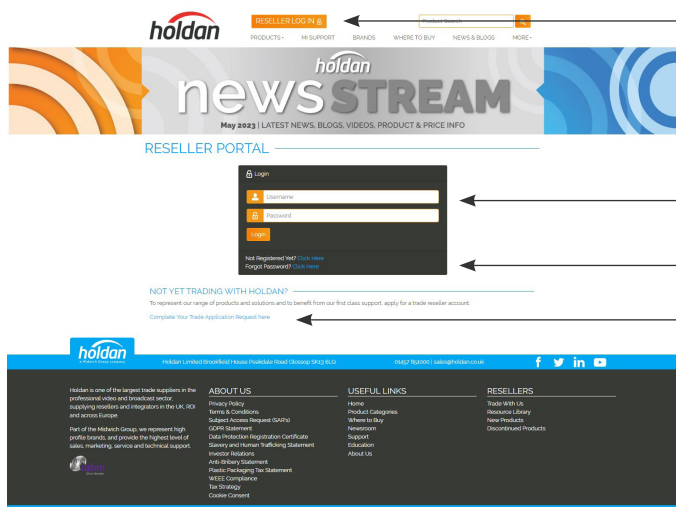 holdan
RESELLER LOG IN
Product Search
PRODUCTS
MI SUPPORT
BRANDS
WHERE TO BUY
NEWS & BLOGS
MORE
holdan
news STREAM
May 2023 | LATEST NEWS, BLOGS, VIDEOS, PRODUCT & PRICE INFO
RESELLER PORTAL
Login
Username
Password
Login
Not Registered Yet? Click Here
Forgot Password? Click Here
NOT YET TRADING WITH HOLDAN?
To represent our range of products and solutions and to benefit from our first class support, apply for a trade reseller account
Complete Your Trade Application Request here
holdan
a Midwich Group company
Holdan Limited Brookfield House Peakdale Road Glossop SK13 6LQ
01457 851000 | sales@holdan.co.uk
Holdan is one of the largest trade suppliers in the
professional video and broadcast sector,
supplying resellers and integrators in the UK, ROI
and across Europe.
Part of the Midwich Group, we represent high
profile brands, and provide the highest level of
sales, marketing, service and technical support.
ABOUT US
Privacy Policy
Terms & Conditions
Subject Access Request (SAR's)
GDPR Statement
Data Protection Registration Certificate
Slavery and Human Trafficking Statement
Investor Relations
Anti-Bribery Statement
Plastic Packaging Tax Statement
WEEE Compliance
Tax Strategy
Cookie Consent
USEFUL LINKS
Home
Product Categories
Where to Buy
Newsroom
Support
Education
About Us
RESELLERS
Trade With Us
Resource Library
New Products
Discontinued Products